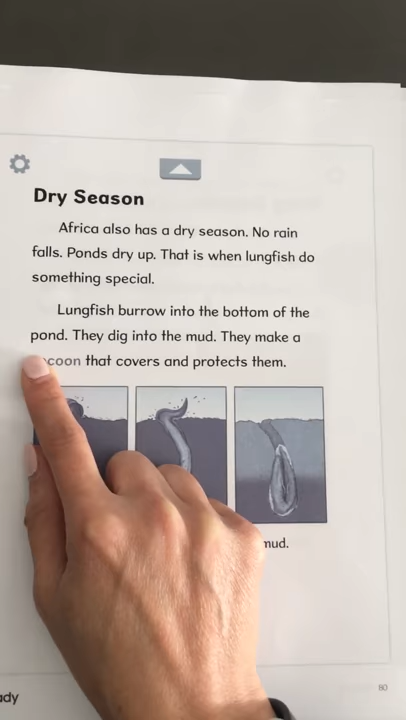 Dry Season
Africa also has a dry season. No rain
falls. Ponds dry up. That is when lungfish do
something special.
Lungfish burrow into the bottom of the
pond. They dig into the mud. They make a
coon that covers and protects them.
mud.
80
ady